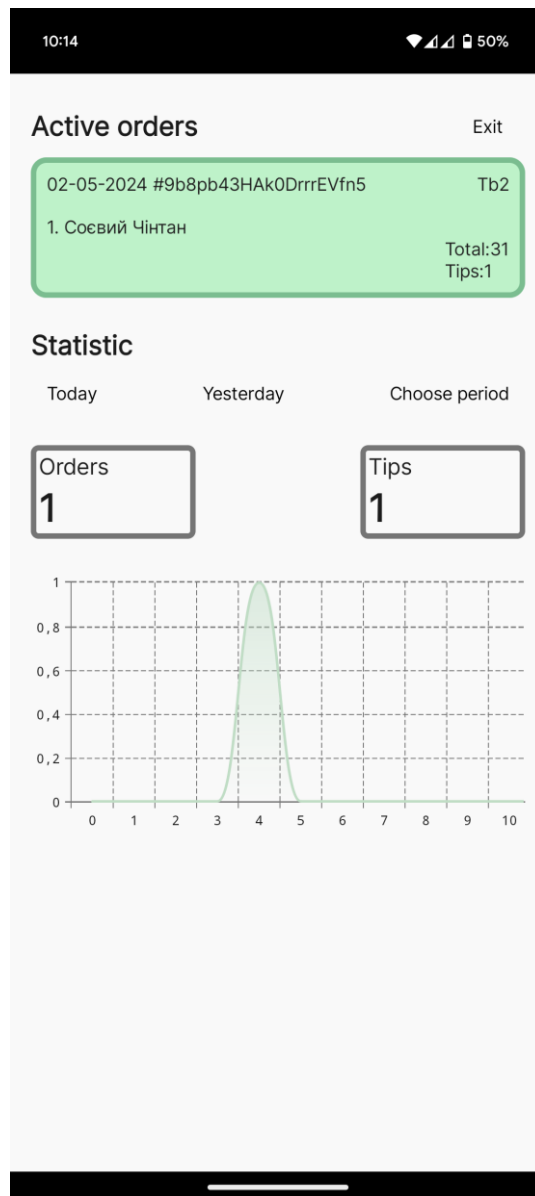 10:14 50%
Active orders Exit
02-05-2024 #9b8pb43HAk0DrrrEVfn5 Tb2
1. Соєвий Чінтан
Total:31
Tips:1
Statistic
Today Yesterday Choose period
Orders Tips
1 1
1
0,8
0,6
0,4
0,2
0
0 1 2 3 4 5 6 7 8 9 10